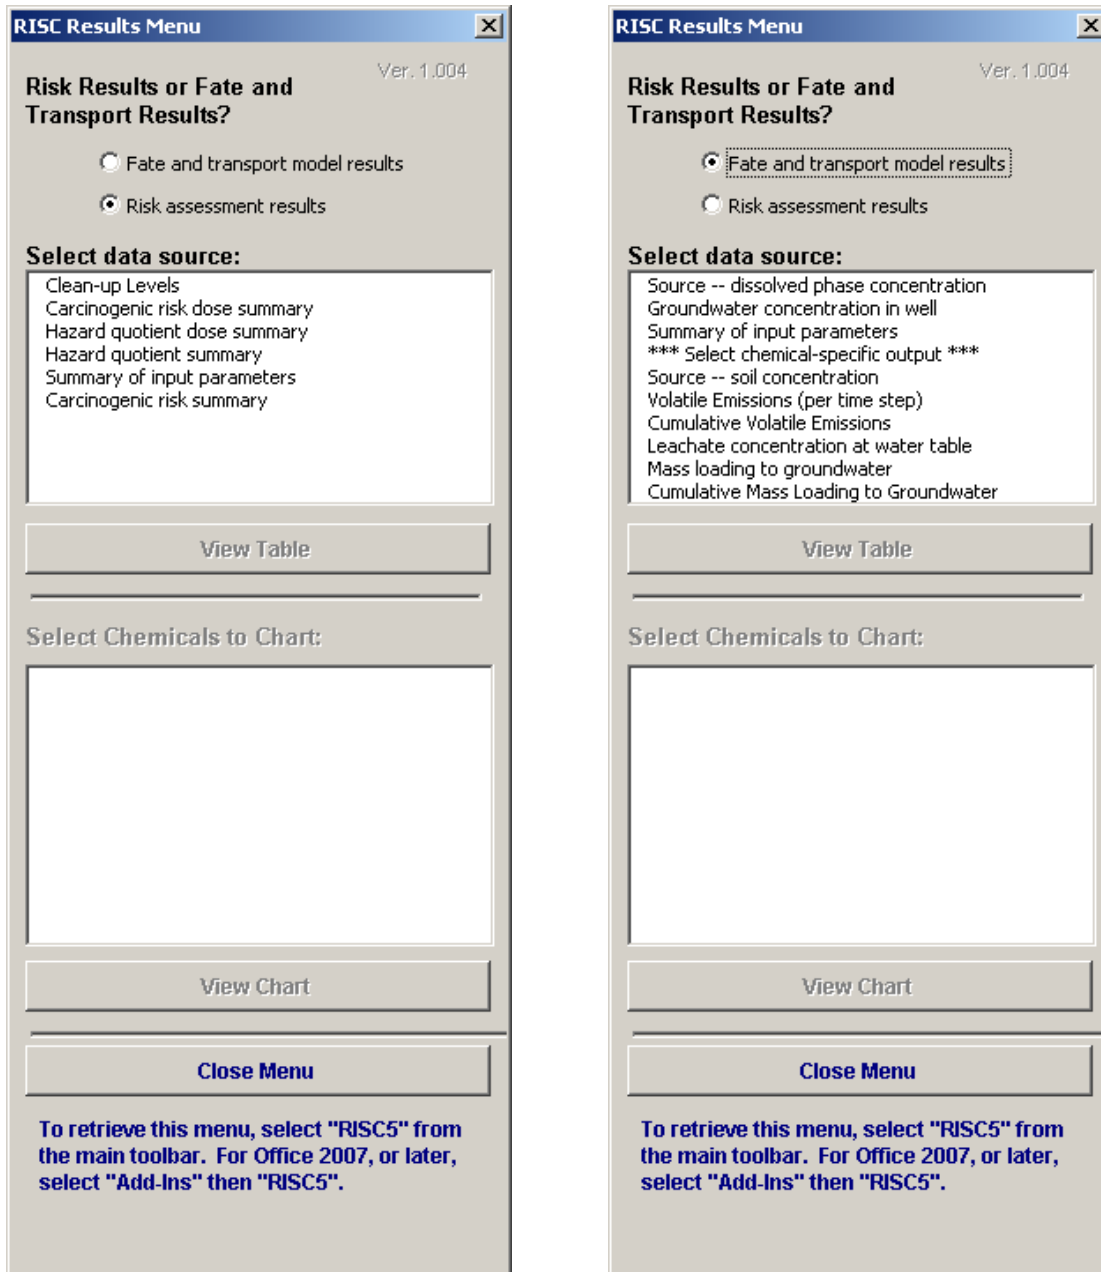 RISC Results Menu
Ver. 1.004
Risk Results or Fate and
Transport Results?
Fate and transport model results
Risk assessment results
Select data source:
Clean-up Levels
Carcinogenic risk dose summary
Hazard quotient dose summary
Hazard quotient summary
Summary of input parameters
Carcinogenic risk summary
View Table
Select Chemicals to Chart:
View Chart
Close Menu
To retrieve this menu, select "RISC5" from
the main toolbar.  For Office 2007, or later,
select "Add-Ins" then "RISC5".
RISC Results Menu
Ver. 1.004
Risk Results or Fate and
Transport Results?
Fate and transport model results
Risk assessment results
Select data source:
Source -- dissolved phase concentration
Groundwater concentration in well
Summary of input parameters
*** Select chemical-specific output ***
Source -- soil concentration
Volatile Emissions (per time step)
Cumulative Volatile Emissions
Leachate concentration at water table
Mass loading to groundwater
Cumulative Mass Loading to Groundwater
View Table
Select Chemicals to Chart:
View Chart
Close Menu
To retrieve this menu, select "RISC5" from
the main toolbar.  For Office 2007, or later,
select "Add-Ins" then "RISC5".